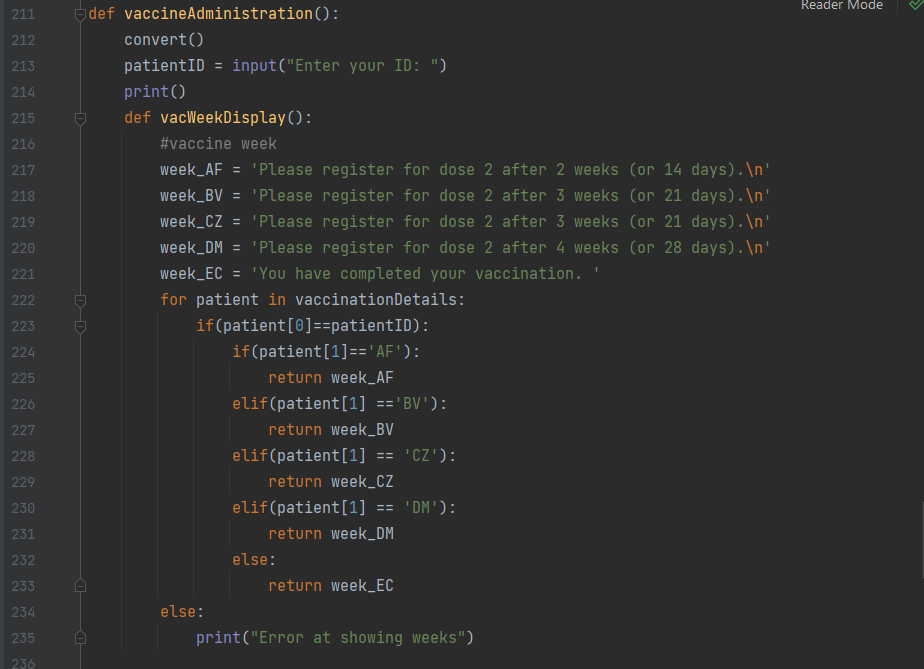 Reader Mode
211 def vaccineAdministration():
212     convert()
213     patientID = input("Enter your ID: ")
214     print()
215     def vacWeekDisplay():
216         #vaccine week
217         week_AF = 'Please register for dose 2 after 2 weeks (or 14 days).\n'
218         week_BV = 'Please register for dose 2 after 3 weeks (or 21 days).\n'
219         week_CZ = 'Please register for dose 2 after 3 weeks (or 21 days).\n'
220         week_DM = 'Please register for dose 2 after 4 weeks (or 28 days).\n'
221         week_EC = 'You have completed your vaccination. '
222         for patient in vaccinationDetails:
223             if(patient[0]==patientID):
224                 if(patient[1]=='AF'):
225                     return week_AF
226                 elif(patient[1] =='BV'):
227                     return week_BV
228                 elif(patient[1] == 'CZ'):
229                     return week_CZ
230                 elif(patient[1] == 'DM'):
231                     return week_DM
232                 else:
233                     return week_EC
234         else:
235             print("Error at showing weeks")
236